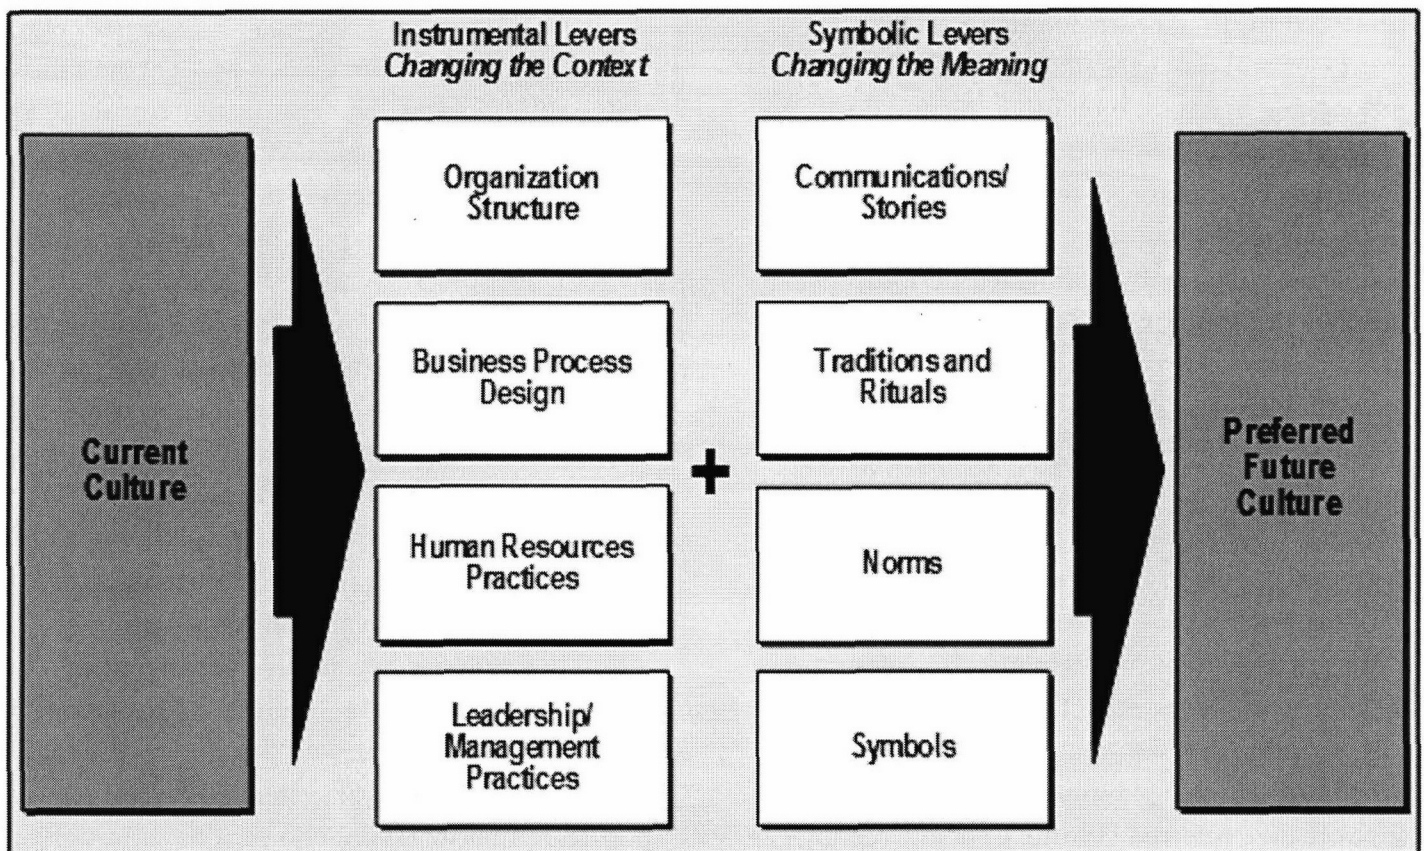 Instrumental Levers
Changing the Context
Symbolic Levers
Changing the Meaning
Current
Culture
Organization
Structure
Business Process
Design
Human Resources
Practices
Leadership/
Management
Practices
+
Communications/
Stories
Traditions and
Rituals
Norms
Symbols
Preferred
Future
Culture